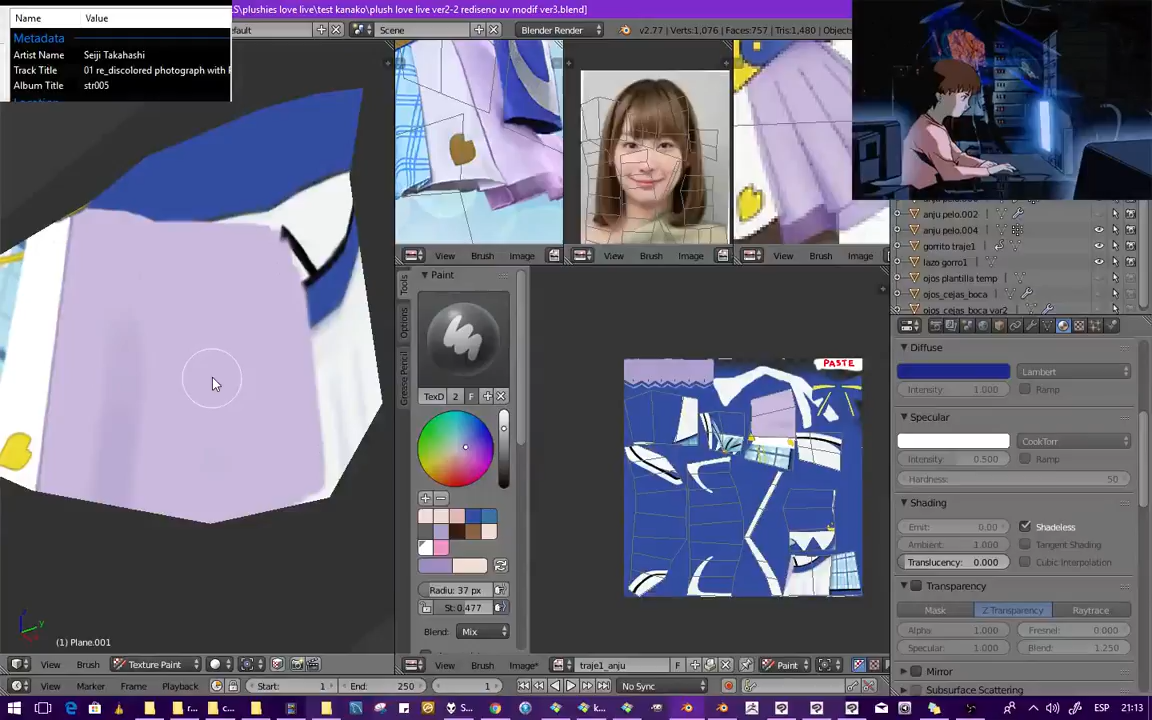 S\plushies love live\test kanako\plush love live ver2-2 rediseno uv modif ver3.blend]
Name Value
Metadata
Artist Name Seiji Takahashi
Track Title 01 re_discolored photograph with
Album Title str005
efault Scene Blender Render v2.77 | Verts:1,076 | Faces:757 | Tris:1,480 | Objects
anju pelo.002
anju pelo.004
gorrito traje1
lazo gorro1
ojos plantilla temp
ojos_cejas_boca
ojos_cejas_boca var2
View Brush Image View Brush Image View Brush Image
Paint
Tools
Options
Grease Pencil
TexD 2 F
Radiu: 37 px
St: 0.477
Blend: Mix
PASTE
Diffuse
Lambert
Intensity: 1.000 Ramp
Specular
CookTorr
Intensity: 0.500 Ramp
Hardness: 50
Shading
Emit: 0.00 Shadeless
Ambient: 1.000 Tangent Shading
Translucency: 0.000 Cubic Interpolation
Transparency
Mask Z Transparency Raytrace
Alpha 1.000 Fresnel: 0.000
Specular: 1.000 Blend: 1.250
Mirror
Subsurface Scattering
(1) Plane.001
View Brush Texture Paint View Brush Image* traje1_anju F Paint
View Marker Frame Playback Start: 1 End: 250 1 No Sync
ESP 21:13